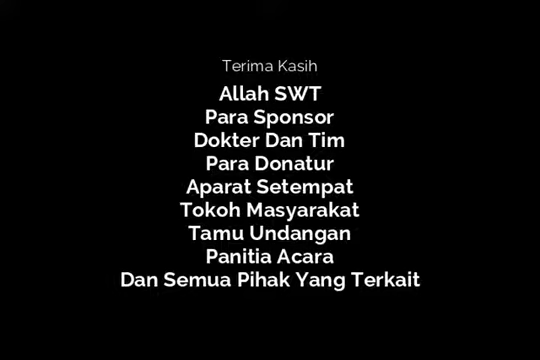 Terima Kasih
Allah SWT
Para Sponsor
Dokter Dan Tim
Para Donatur
Aparat Setempat
Tokoh Masyarakat
Tamu Undangan
Panitia Acara
Dan Semua Pihak Yang Terkait